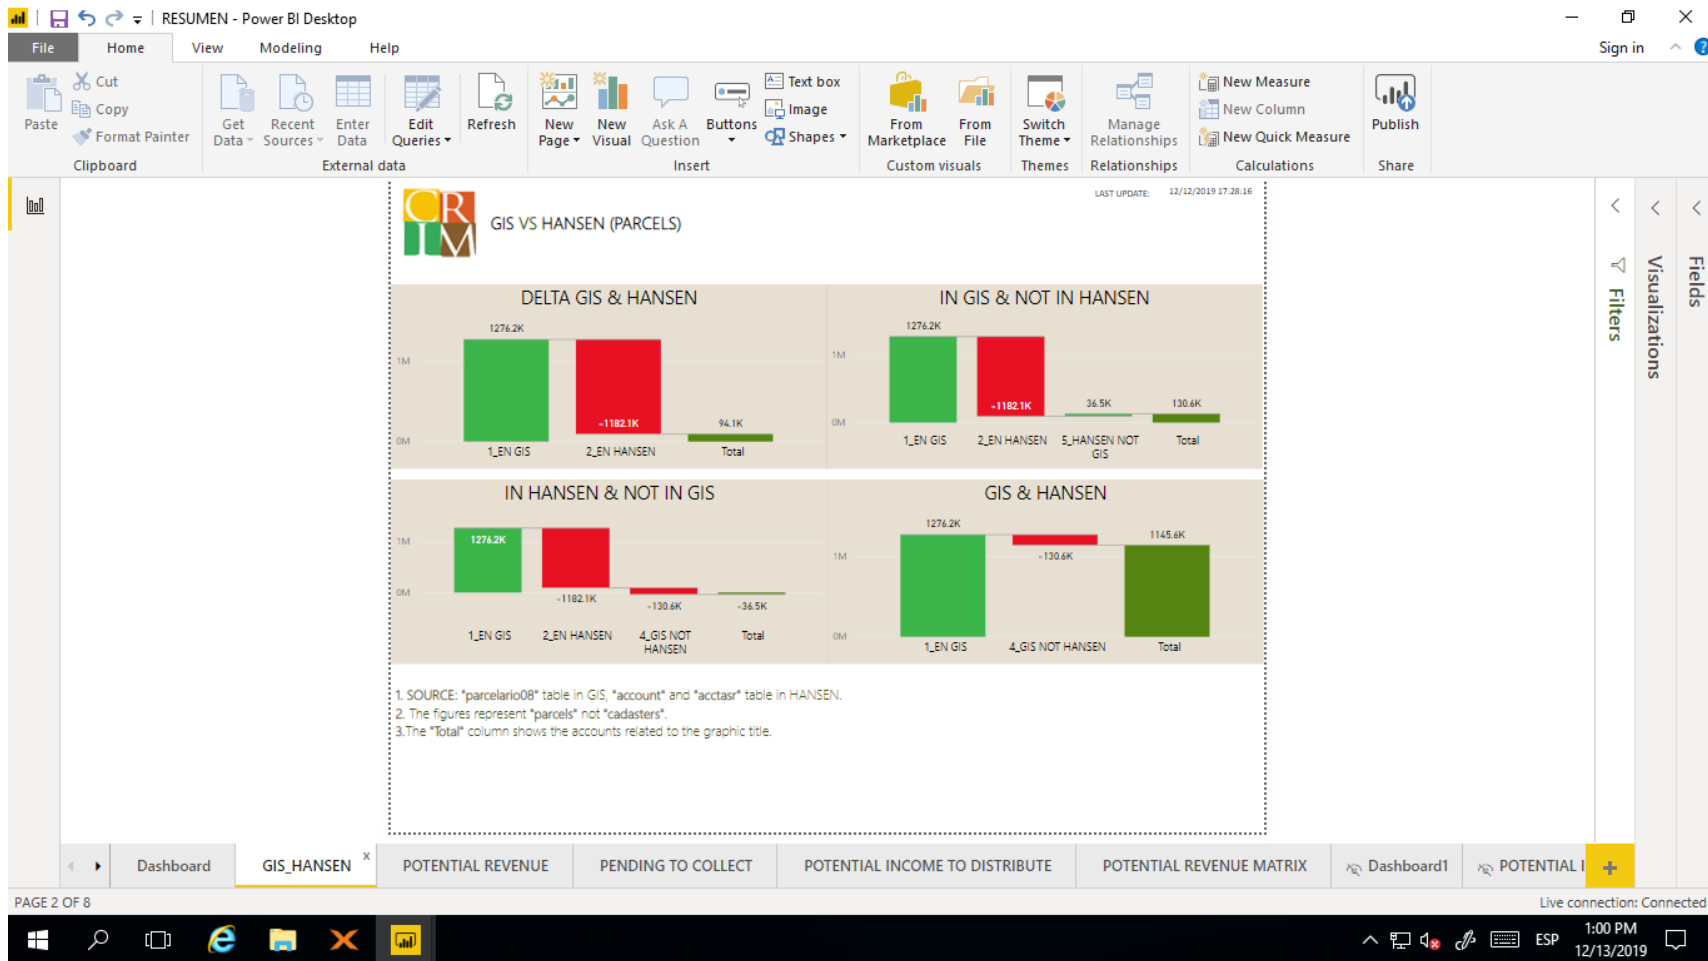 RESUMEN - Power BI Desktop
File Home View Modeling Help Sign in
Paste
Cut
Copy
Format Painter
Clipboard
Get Data
Recent Sources
Enter Data
Edit Queries
Refresh
External data
New Page
New Visual
Ask A Question
Buttons
Text box
Image
Shapes
Insert
From Marketplace
From File
Custom visuals
Switch Theme
Themes
Manage Relationships
Relationships
New Measure
New Column
New Quick Measure
Calculations
Publish
Share
CRIM
GIS VS HANSEN (PARCELS)
LAST UPDATE: 12/12/2019 17:28:16
DELTA GIS & HANSEN
1276.2K
1M
-1182.1K
94.1K
0M
1_EN GIS 2_EN HANSEN Total
IN GIS & NOT IN HANSEN
1276.2K
1M
-1182.1K
36.5K
130.6K
0M
1_EN GIS 2_EN HANSEN 5_HANSEN NOT Total
GIS
IN HANSEN & NOT IN GIS
1M
1276.2K
0M
-1182.1K
-130.6K
-36.5K
1_EN GIS 2_EN HANSEN 4_GIS NOT Total
HANSEN
GIS & HANSEN
1276.2K
1145.6K
1M
-130.6K
0M
1_EN GIS 4_GIS NOT HANSEN Total
1. SOURCE: "parcelario08" table in GIS, "account" and "acctasr" table in HANSEN.
2. The figures represent "parcels" not "cadasters".
3.The "Total" column shows the accounts related to the graphic title.
Filters
Visualizations
Fields
Dashboard GIS_HANSEN x POTENTIAL REVENUE PENDING TO COLLECT POTENTIAL INCOME TO DISTRIBUTE POTENTIAL REVENUE MATRIX Dashboard1 POTENTIAL I
PAGE 2 OF 8
Live connection: Connected
ESP
1:00 PM
12/13/2019